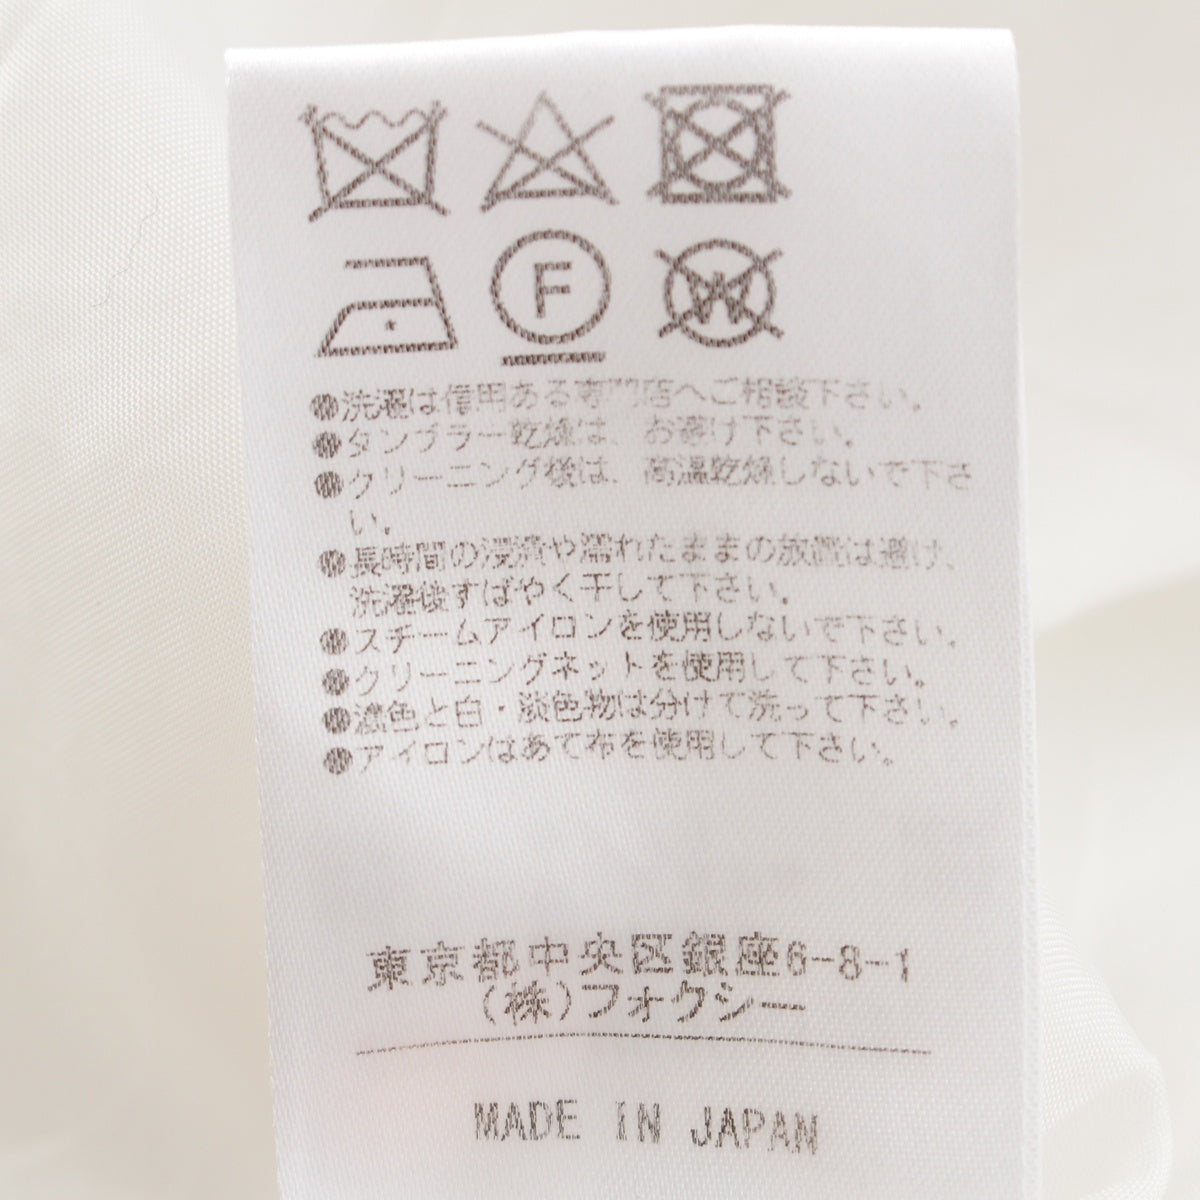 F
W
●洗濯は信用ある専門店へご相談下さい。
●タンブラー乾燥は、お避け下さい。
●クリーニング後は、高温乾燥しないで下さ
い。
●長時間の浸漬や濡れたままの放置は避け、
洗濯後すばやく干して下さい。
●スチームアイロンを使用しないで下さい。
●クリーニングネットを使用して下さい。
●濃色と白・淡色物は分けて洗って下さい。
●アイロンはあて布を使用して下さい。
東京都中央区銀座6-8-1
(株)フォクシー
MADE IN JAPAN